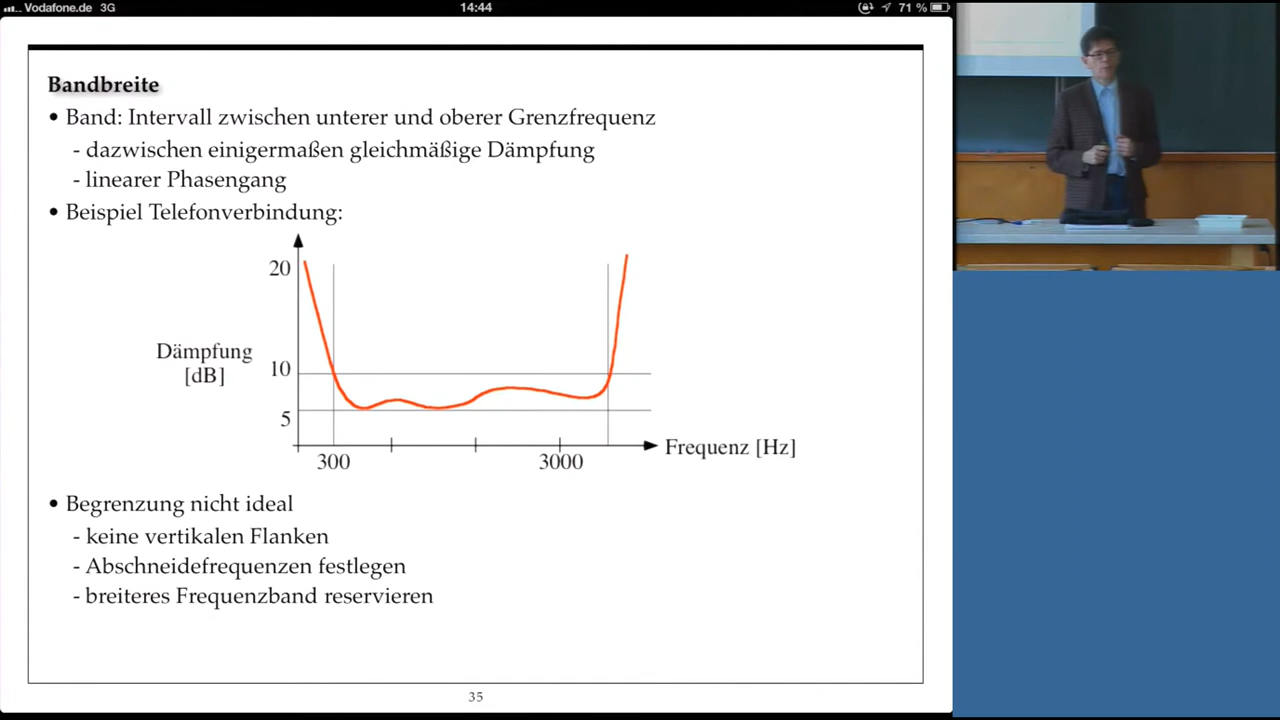 Vodafone.de 3G 14:44 71 %
Bandbreite
• Band: Intervall zwischen unterer und oberer Grenzfrequenz
- dazwischen einigermaßen gleichmäßige Dämpfung
- linearer Phasengang
• Beispiel Telefonverbindung:
20
Dämpfung
[dB]
10
5
Frequenz [Hz]
300 3000
• Begrenzung nicht ideal
- keine vertikalen Flanken
- Abschneidefrequenzen festlegen
- breiteres Frequenzband reservieren
35